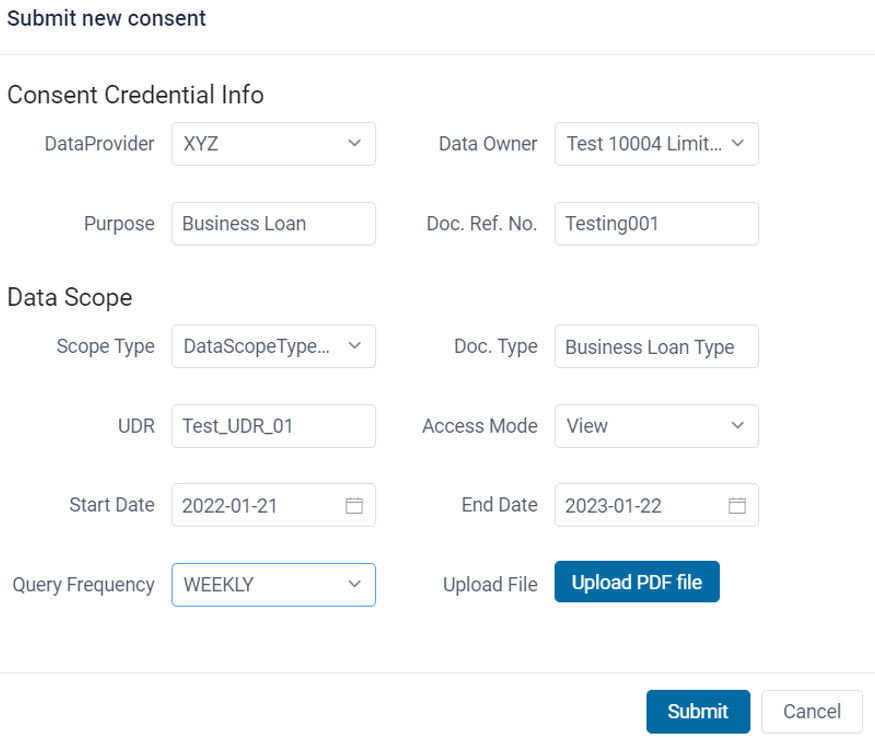 Submit new consent
Consent Credential Info
DataProvider XYZ Data Owner Test 10004 Limit...
Purpose Business Loan Doc. Ref. No. Testing001
Data Scope
Scope Type DataScopeType... Doc. Type Business Loan Type
UDR Test_UDR_01 Access Mode View
Start Date 2022-01-21 End Date 2023-01-22
Query Frequency WEEKLY Upload File Upload PDF file
Submit Cancel